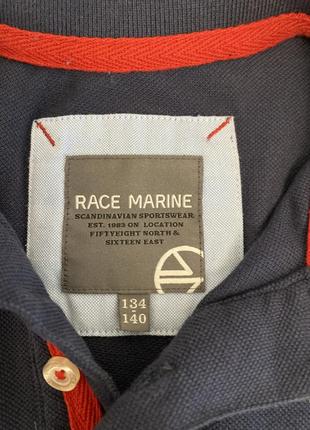 RACE MARINE
SCANDINAVIAN SPORTSWEAR
EST. 1983 ON LOCATION
FIFTYEIGHT NORTH &
SIXTEEN EAST
134
-
140